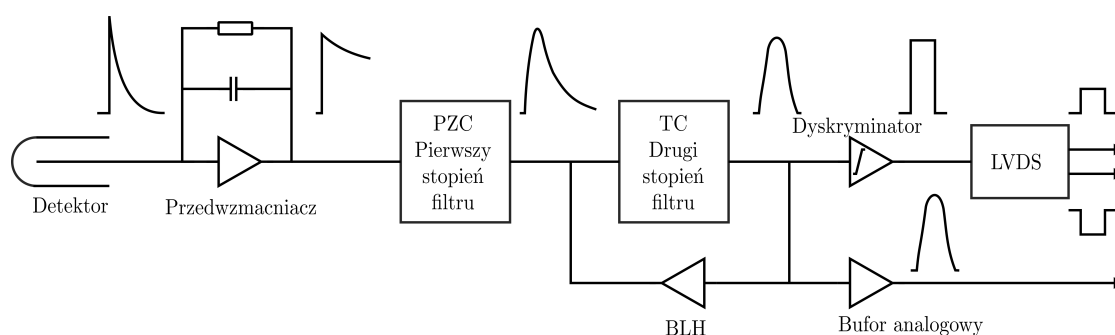 Detektor
Przedwzmacniacz
PZC
Pierwszy
stopień
filtru
TC
Drugi
stopień
filtru
BLH
Dyskryminator
LVDS
Bufor analogowy